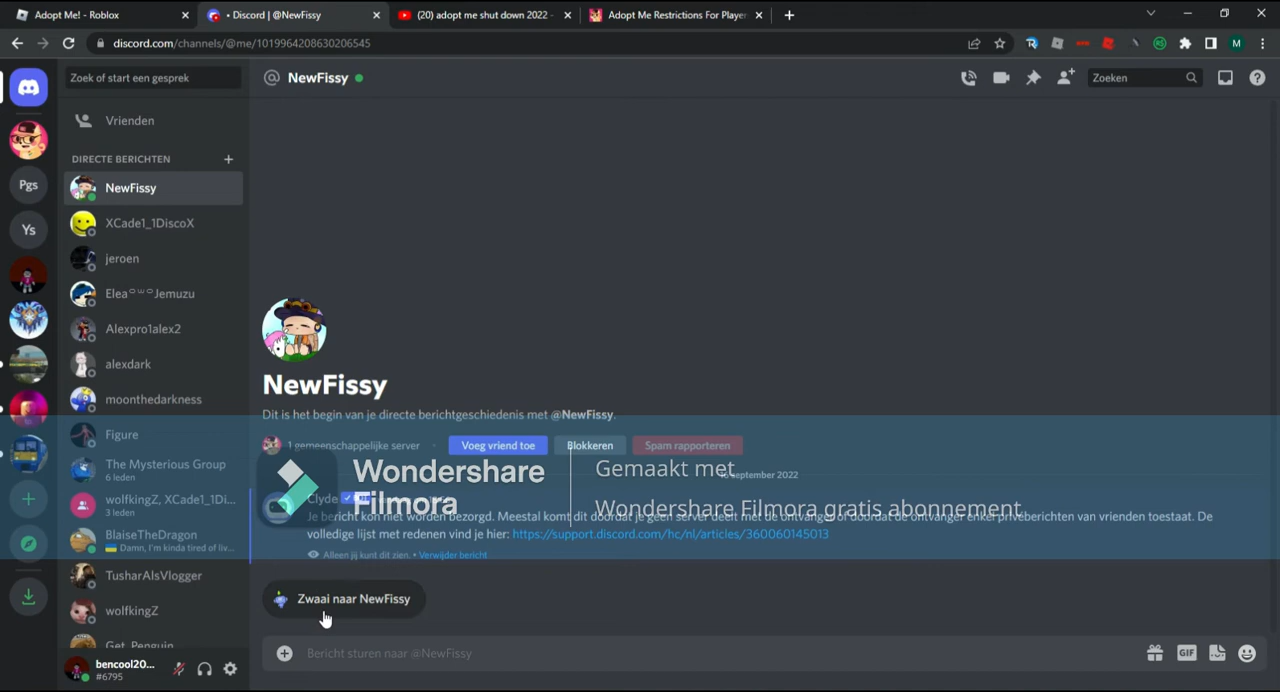 Adopt Me! - Roblox
• Discord | @NewFissy
(20) adopt me shut down 2022 -
Adopt Me Restrictions For Player
discord.com/channels/@me/1019964208630206545
M
Zoek of start een gesprek
@ NewFissy
Zoeken
Vrienden
DIRECTE BERICHTEN +
NewFissy
XCade1_1DiscoX
jeroen
Pgs
Ys
Alexpro1alex2
alexdark
moonthedarkness
Figure
The Mysterious Group
6 leden
wolfkingZ, XCade1_1Di...
3 leden
BlaiseTheDragon
Damn, I'm kinda tired of liv...
TusharAlsVlogger
wolfkingZ
Get_Penguin
bencool20...
#6795
NewFissy
Dit is het begin van je directe berichtgeschiedenis met @NewFissy.
1 gemeenschappelijke server
Voeg vriend toe
Blokkeren
Spam rapporteren
september 2022
Wondershare
Filmora
Gemaakt met
Wondershare Filmora gratis abonnement
Clyde
Je bericht kon niet worden bezorgd. Meestal komt dit doordat je geen server deelt met de ontvanger of doordat de ontvanger enkel privéberichten van vrienden toestaat. De
volledige lijst met redenen vind je hier: https://support.discord.com/hc/nl/articles/360060145013
Alleen jij kunt dit zien. • Verwijder bericht
Zwaai naar NewFissy
Bericht sturen naar @NewFissy
GIF